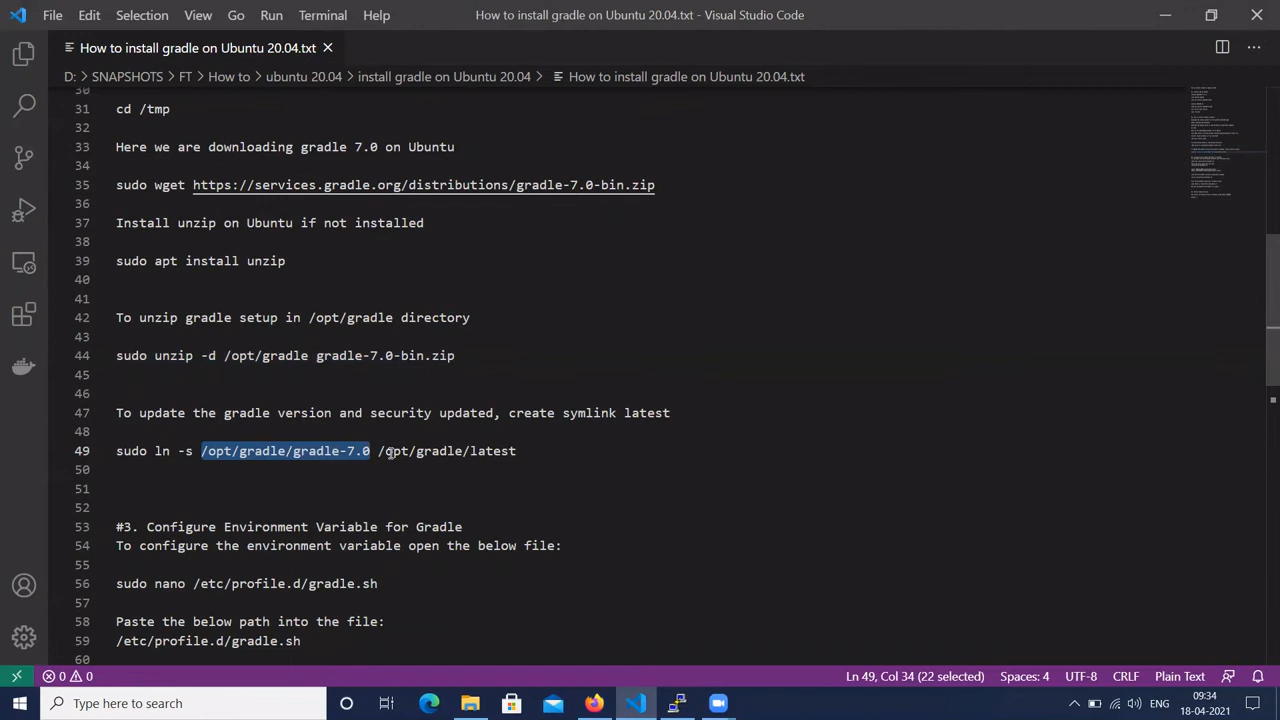 File Edit Selection View Go Run Terminal Help
How to install gradle on Ubuntu 20.04.txt - Visual Studio Code
How to install gradle on Ubuntu 20.04.txt
D: > SNAPSHOTS > FT > How to > ubuntu 20.04 > install gradle on Ubuntu 20.04 > How to install gradle on Ubuntu 20.04.txt
30
31 cd /tmp
32
33 Here we are downloading gradle 7.0 on Ubuntu
34
35 sudo wget https://services.gradle.org/distributions/gradle-7.0-bin.zip
36
37 Install unzip on Ubuntu if not installed
38
39 sudo apt install unzip
40
41
42 To unzip gradle setup in /opt/gradle directory
43
44 sudo unzip -d /opt/gradle gradle-7.0-bin.zip
45
46
47 To update the gradle version and security updated, create symlink latest
48
49 sudo ln -s /opt/gradle/gradle-7.0 /opt/gradle/latest
50
51
52
53 #3. Configure Environment Variable for Gradle
54 To configure the environment variable open the below file:
55
56 sudo nano /etc/profile.d/gradle.sh
57
58 Paste the below path into the file:
59 /etc/profile.d/gradle.sh
60
0 0 Ln 49, Col 34 (22 selected) Spaces: 4 UTF-8 CRLF Plain Text
Type here to search
ENG
09:34
18-04-2021